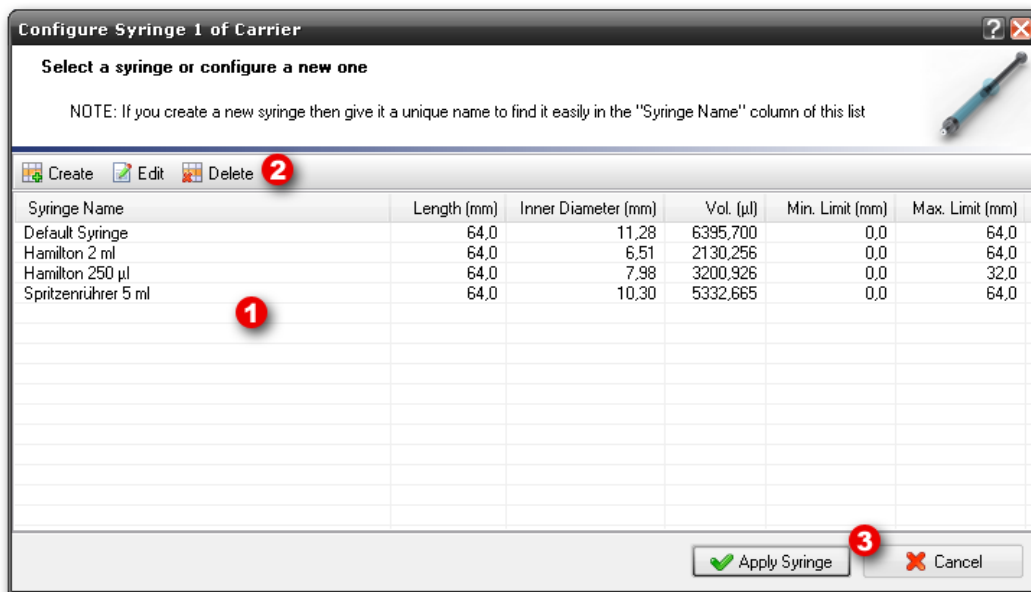 Configure Syringe 1 of Carrier ?
Select a syringe or configure a new one
NOTE: If you create a new syringe then give it a unique name to find it easily in the "Syringe Name" column of this list
Create Edit Delete 2
Syringe Name Length (mm) Inner Diameter (mm) Vol. (µl) Min. Limit (mm) Max. Limit (mm)
Default Syringe 64,0 11,28 6395,700 0,0 64,0
Hamilton 2 ml 64,0 6,51 2130,256 0,0 64,0
Hamilton 250 µl 64,0 7,98 3200,926 0,0 32,0
Spritzenrührer 5 ml 64,0 10,30 5332,665 0,0 64,0
1
3
Apply Syringe Cancel